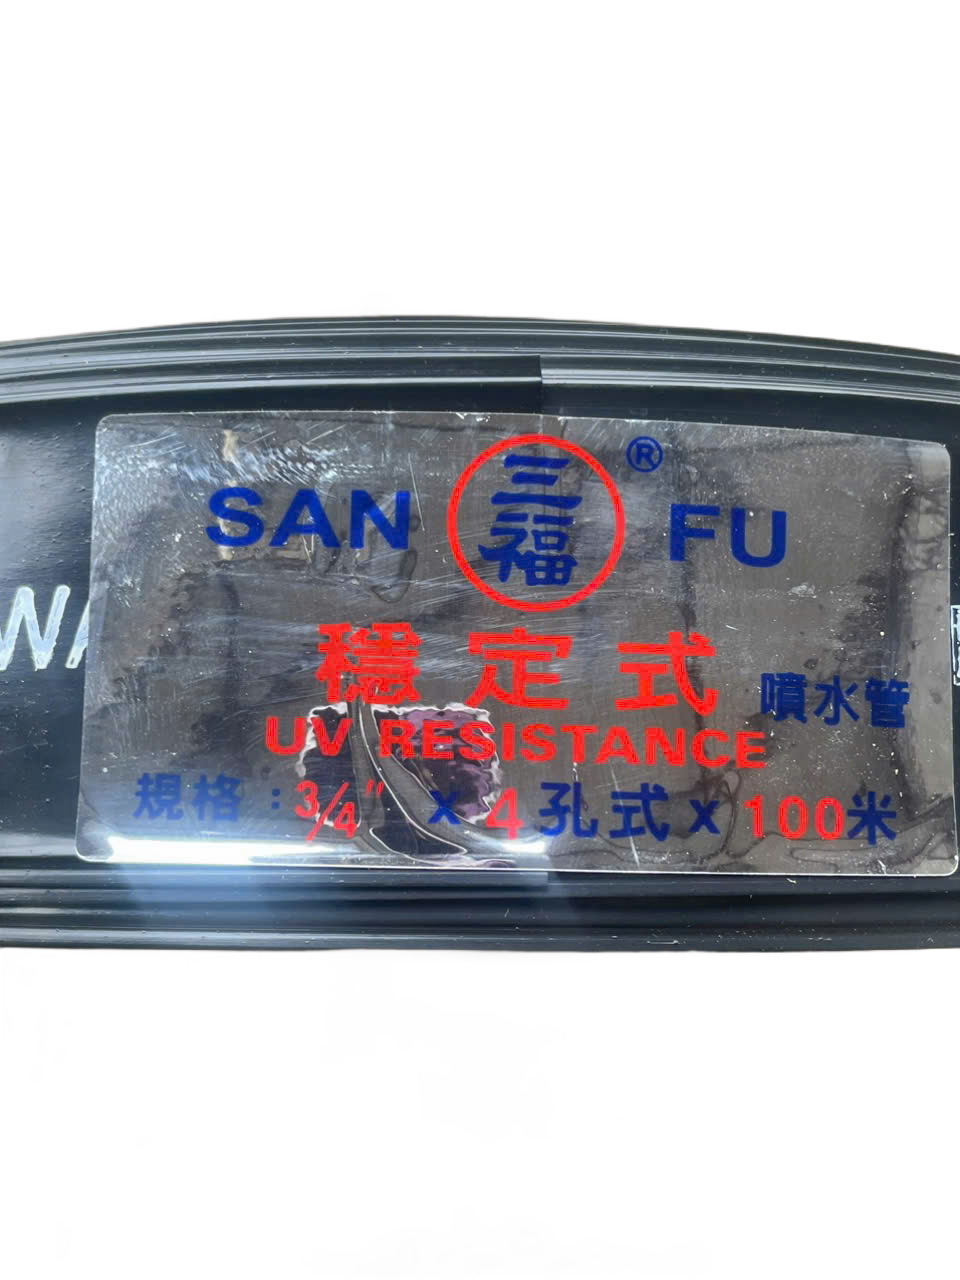 SAN 三福 ® FU
穩定式 噴水管
UV RESISTANCE
規格：3/4" x 4孔式 x 100米
WA